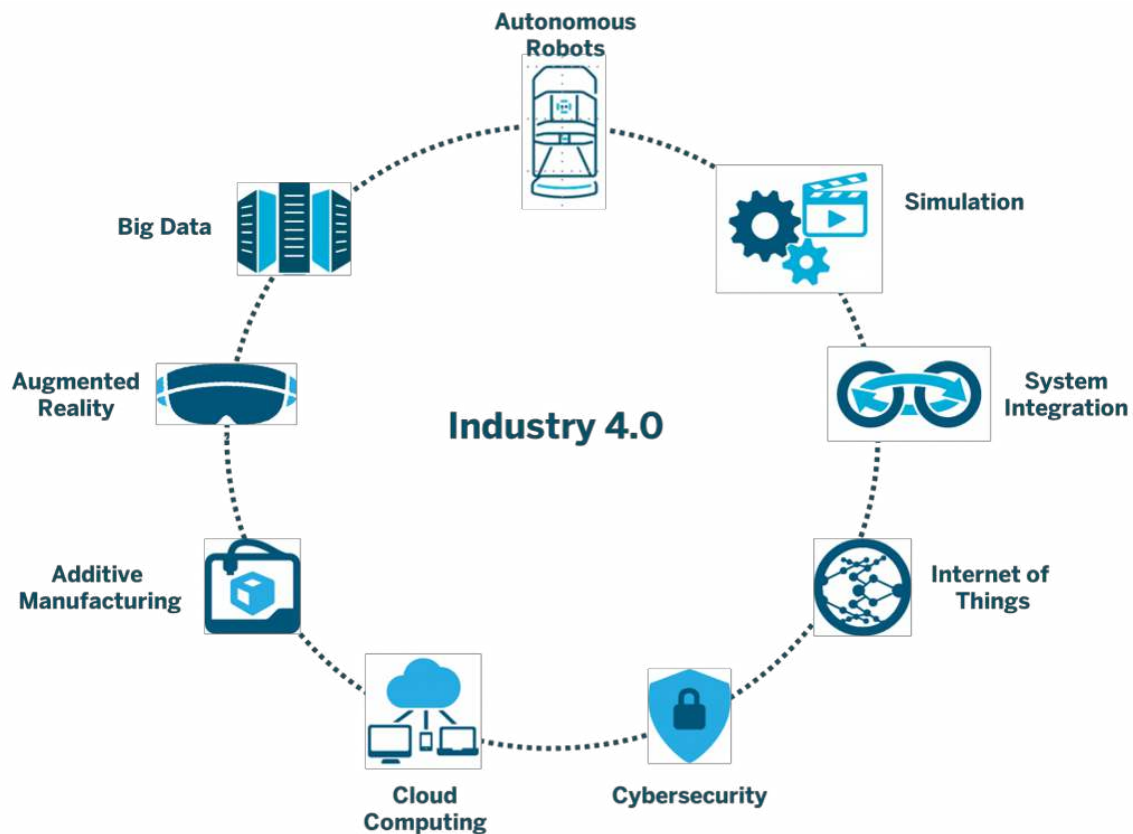 Autonomous
Robots
Simulation
Big Data
System
Integration
Augmented
Reality
Industry 4.0
Internet of
Things
Additive
Manufacturing
Cybersecurity
Cloud
Computing